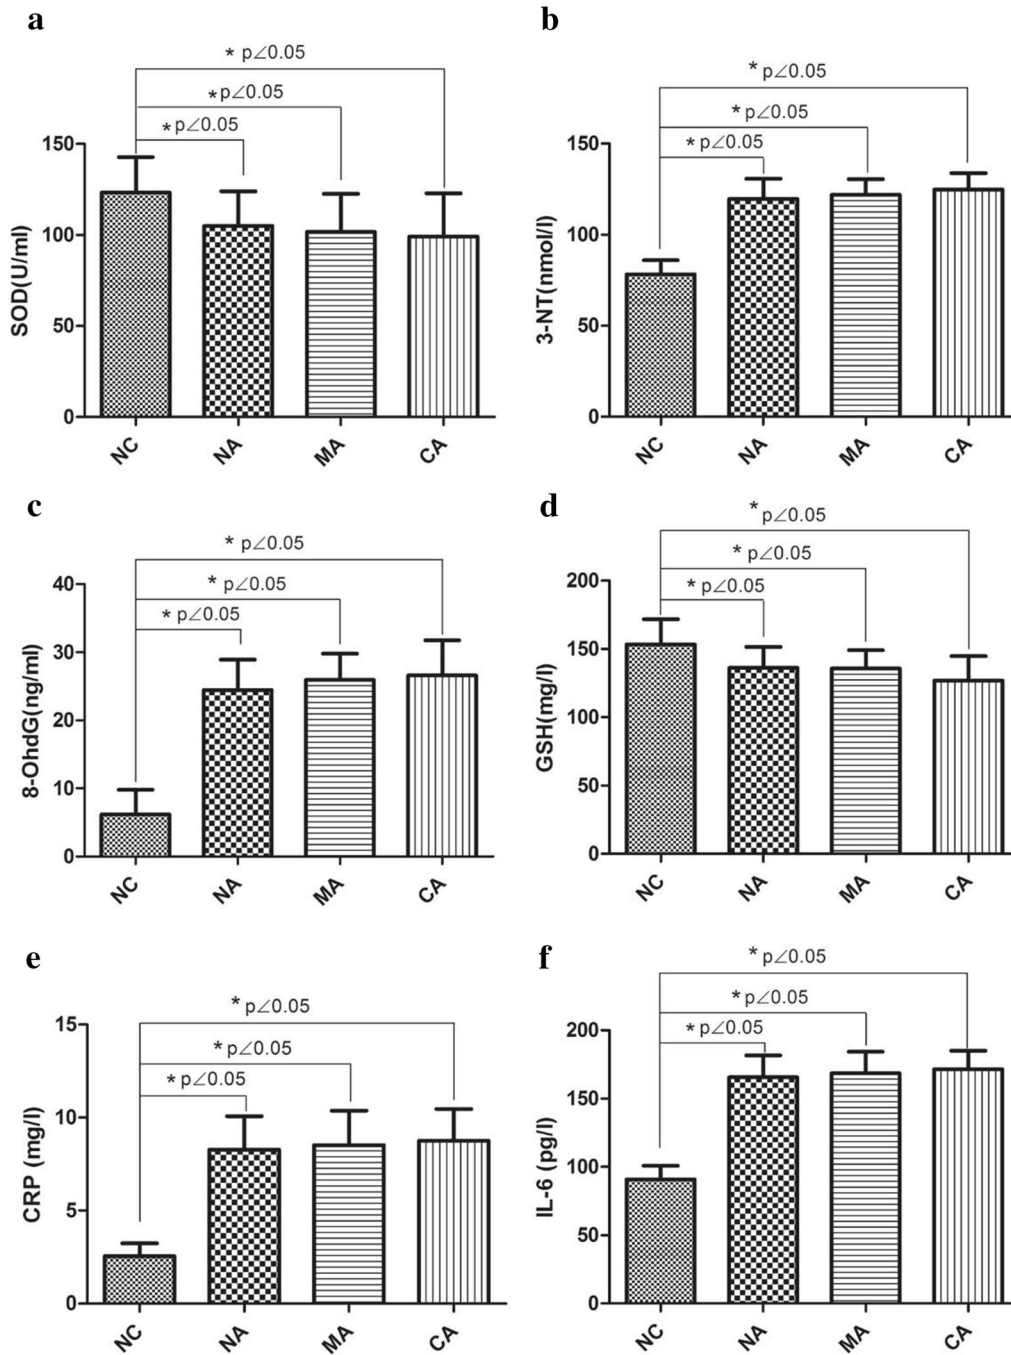 a
* p∠0.05
*p∠0.05
*p∠0.05
SOD(U/ml)
150
100
50
0
NC NA MA CA
b
* p∠0.05
* p∠0.05
* p∠0.05
3-NT(nmol/l)
150
100
50
0
NC NA MA CA
c
* p∠0.05
* p∠0.05
* p∠0.05
8-OhdG(ng/ml)
40
30
20
10
0
NC NA MA CA
d
* p∠0.05
* p∠0.05
* p∠0.05
GSH(mg/l)
200
150
100
50
0
NC NA MA CA
e
* p∠0.05
* p∠0.05
* p∠0.05
CRP (mg/l)
15
10
5
0
NC NA MA CA
f
* p∠0.05
* p∠0.05
* p∠0.05
IL-6 (pg/l)
200
150
100
50
0
NC NA MA CA